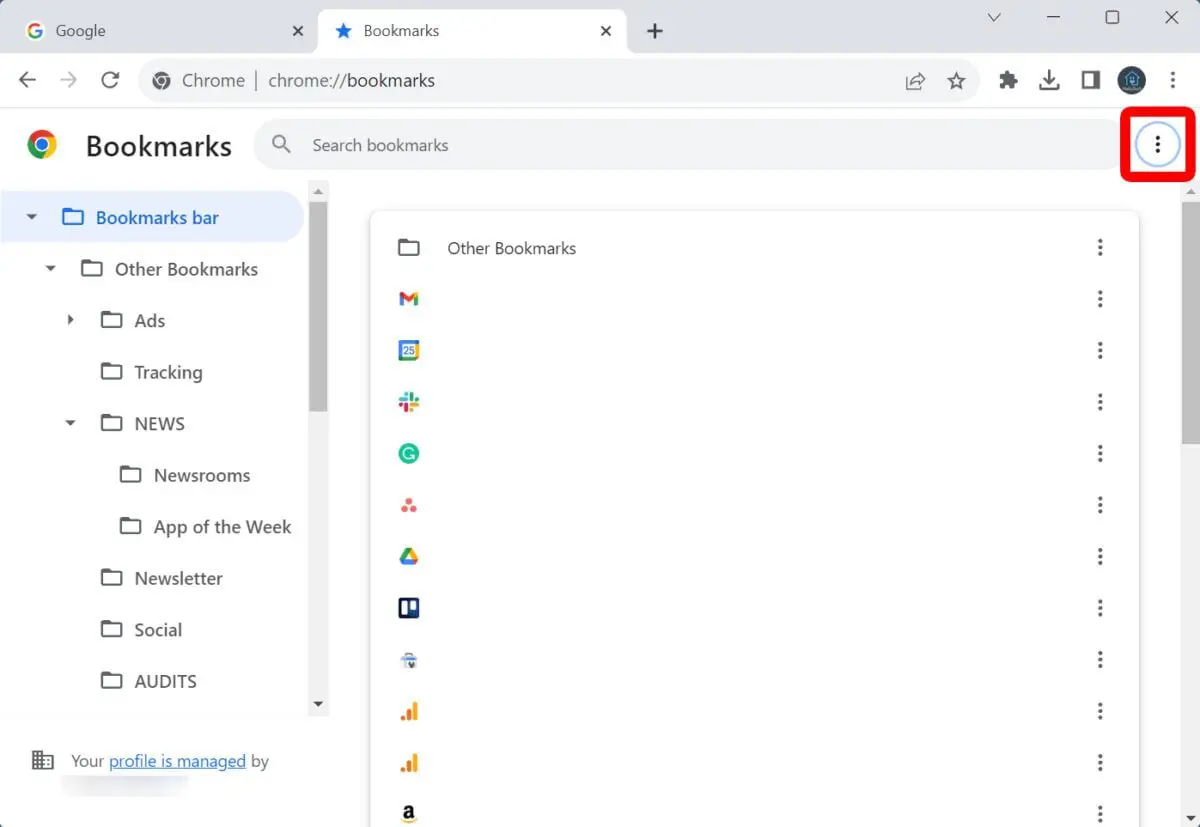 Google
Bookmarks
Chrome | chrome://bookmarks
Bookmarks
Search bookmarks
Bookmarks bar
Other Bookmarks
Ads
Tracking
NEWS
Newsrooms
App of the Week
Newsletter
Social
AUDITS
Your profile is managed by
Other Bookmarks
25